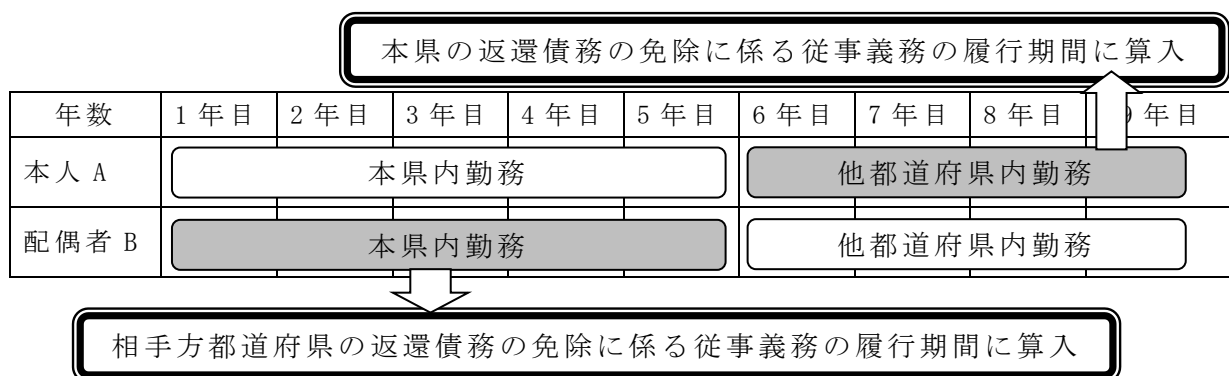 本県の返還債務の免除に係る従事義務の履行期間に算入
年数 1年目 2年目 3年目 4年目 5年目 6年目 7年目 8年目 年目
本人 A 本県内勤務 他都道府県内勤務
配偶者 B 本県内勤務 他都道府県内勤務
相手方都道府県の返還債務の免除に係る従事義務の履行期間に算入